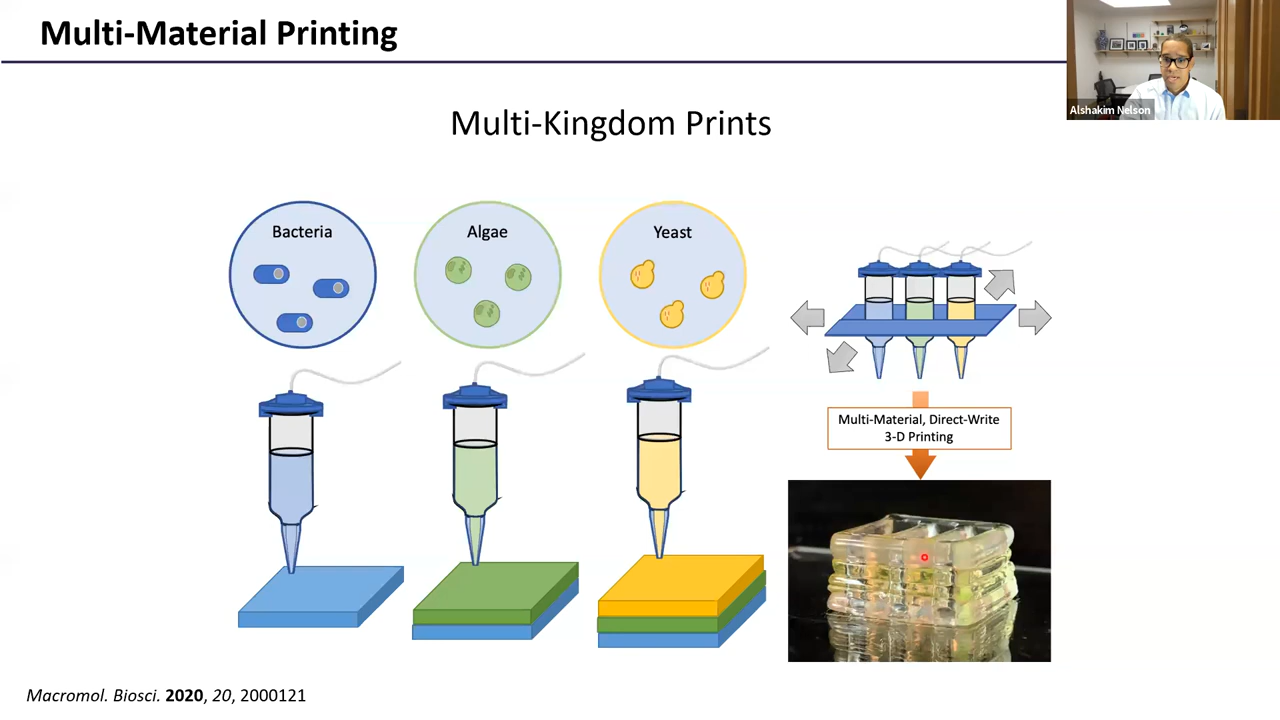 Multi-Material Printing
Alshakim Nelson
Multi-Kingdom Prints
Bacteria
Algae
Yeast
Multi-Material, Direct-Write
3-D Printing
Macromol. Biosci. 2020, 20, 2000121